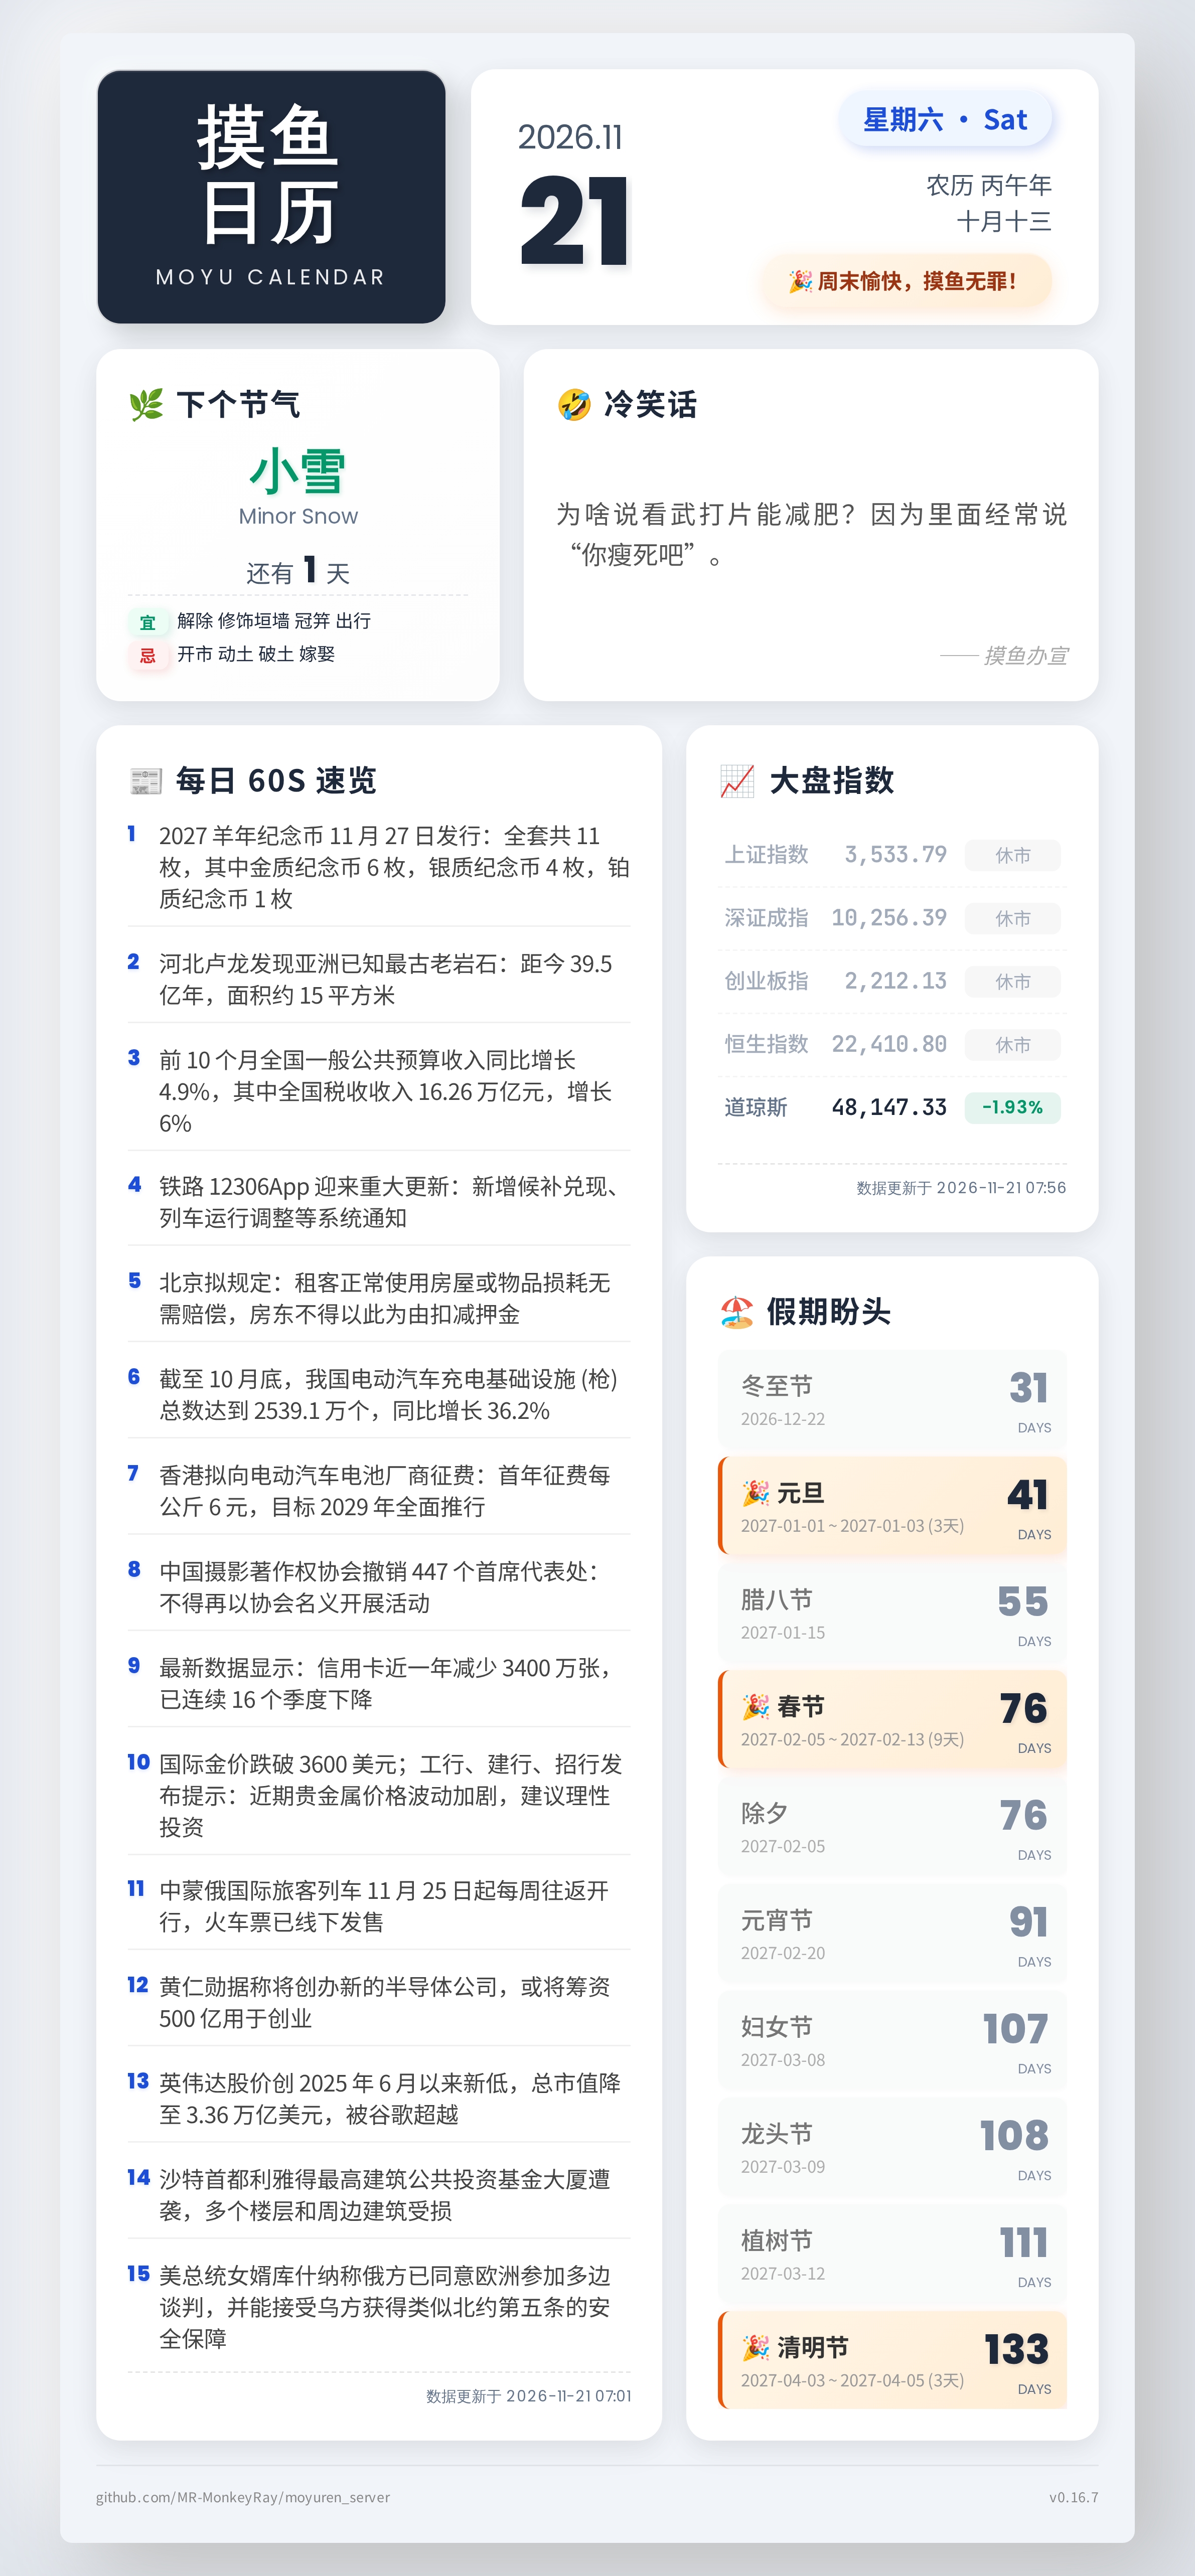 摸鱼
日历
MOYU CALENDAR
2026.11
21
星期六 · Sat
农历 丙午年
十月十三
🎉 周末愉快，摸鱼无罪！
🌿 下个节气
小雪
Minor Snow
还有 1 天
宜 解除 修饰垣墙 冠笄 出行
忌 开市 动土 破土 嫁娶
🤣 冷笑话
为啥说看武打片能减肥？因为里面经常说
“你瘦死吧”。
—— 摸鱼办宣
📰 每日 60S 速览
1 2027 羊年纪念币 11 月 27 日发行：全套共 11
枚，其中金质纪念币 6 枚，银质纪念币 4 枚，铂
质纪念币 1 枚
2 河北卢龙发现亚洲已知最古老岩石：距今 39.5
亿年，面积约 15 平方米
3 前 10 个月全国一般公共预算收入同比增长
4.9%，其中全国税收收入 16.26 万亿元，增长
6%
4 铁路 12306App 迎来重大更新：新增候补兑现、
列车运行调整等系统通知
5 北京拟规定：租客正常使用房屋或物品损耗无
需赔偿，房东不得以此为由扣减押金
6 截至 10 月底，我国电动汽车充电基础设施 (枪)
总数达到 2539.1 万个，同比增长 36.2%
7 香港拟向电动汽车电池厂商征费：首年征费每
公斤 6 元，目标 2029 年全面推行
8 中国摄影著作权协会撤销 447 个首席代表处：
不得再以协会名义开展活动
9 最新数据显示：信用卡近一年减少 3400 万张，
已连续 16 个季度下降
10 国际金价跌破 3600 美元；工行、建行、招行发
布提示：近期贵金属价格波动加剧，建议理性
投资
11 中蒙俄国际旅客列车 11 月 25 日起每周往返开
行，火车票已线下发售
12 黄仁勋据称将创办新的半导体公司，或将筹资
500 亿用于创业
13 英伟达股价创 2025 年 6 月以来新低，总市值降
至 3.36 万亿美元，被谷歌超越
14 沙特首都利雅得最高建筑公共投资基金大厦遭
袭，多个楼层和周边建筑受损
15 美总统女婿库什纳称俄方已同意欧洲参加多边
谈判，并能接受乌方获得类似北约第五条的安
全保障
数据更新于 2026-11-21 07:01
📈 大盘指数
上证指数 3,533.79 休市
深证成指 10,256.39 休市
创业板指 2,212.13 休市
恒生指数 22,410.80 休市
道琼斯 48,147.33 -1.93%
数据更新于 2026-11-21 07:56
🏖️ 假期盼头
冬至节 31
2026-12-22 DAYS
🎉 元旦 41
2027-01-01 ~ 2027-01-03 (3天) DAYS
腊八节 55
2027-01-15 DAYS
🎉 春节 76
2027-02-05 ~ 2027-02-13 (9天) DAYS
除夕 76
2027-02-05 DAYS
元宵节 91
2027-02-20 DAYS
妇女节 107
2027-03-08 DAYS
龙头节 108
2027-03-09 DAYS
植树节 111
2027-03-12 DAYS
🎉 清明节 133
2027-04-03 ~ 2027-04-05 (3天) DAYS
github.com/MR-MonkeyRay/moyuren_server
v0.16.7